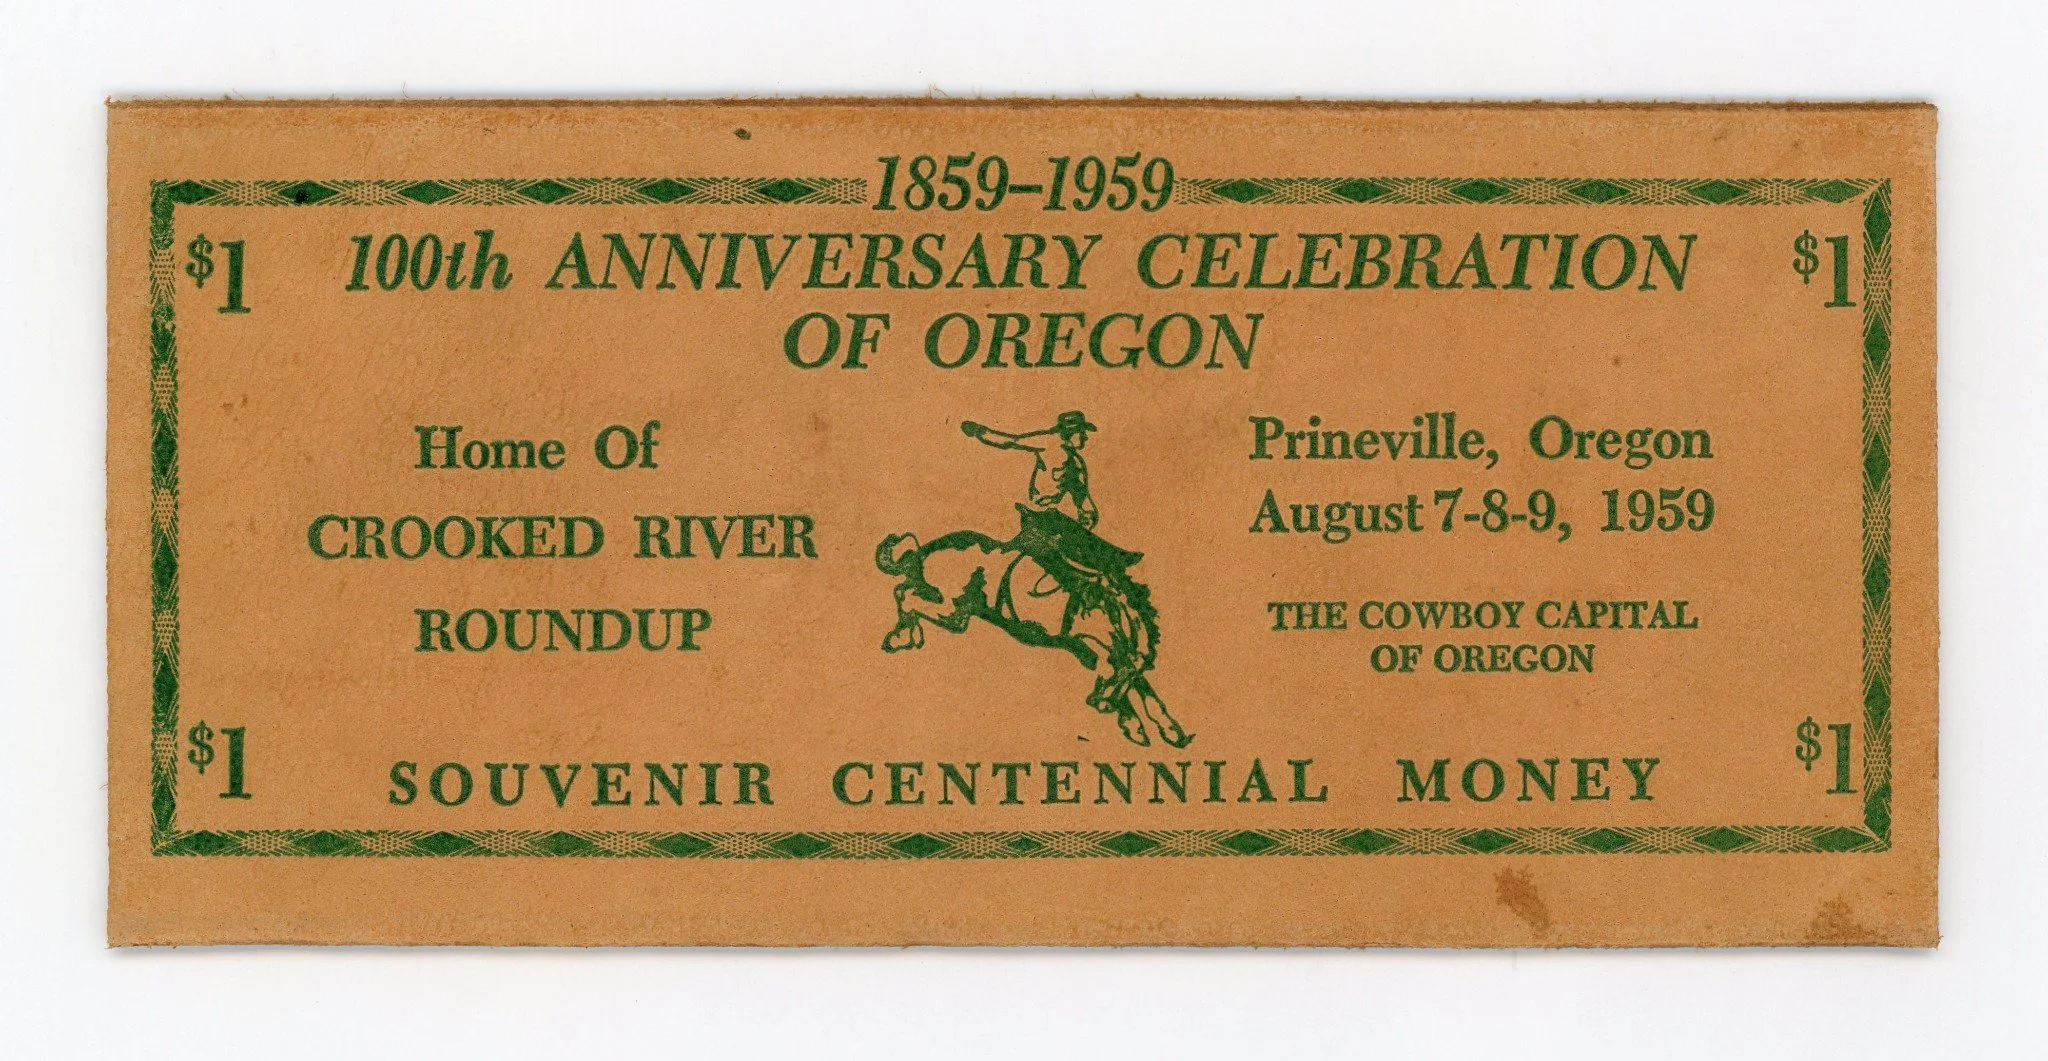 1859–1959
$1 100th ANNIVERSARY CELEBRATION $1
OF OREGON
Home Of
CROOKED RIVER
ROUNDUP
Prineville, Oregon
August 7-8-9, 1959
THE COWBOY CAPITAL
OF OREGON
$1 SOUVENIR CENTENNIAL MONEY $1